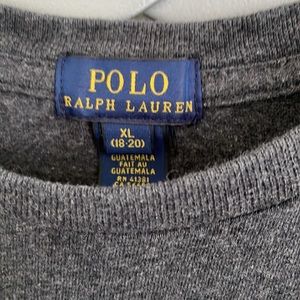 POLO
RALPH LAUREN
XL
(18-20)
GUATEMALA
FAIT AU
GUATEMALA
RN 41381